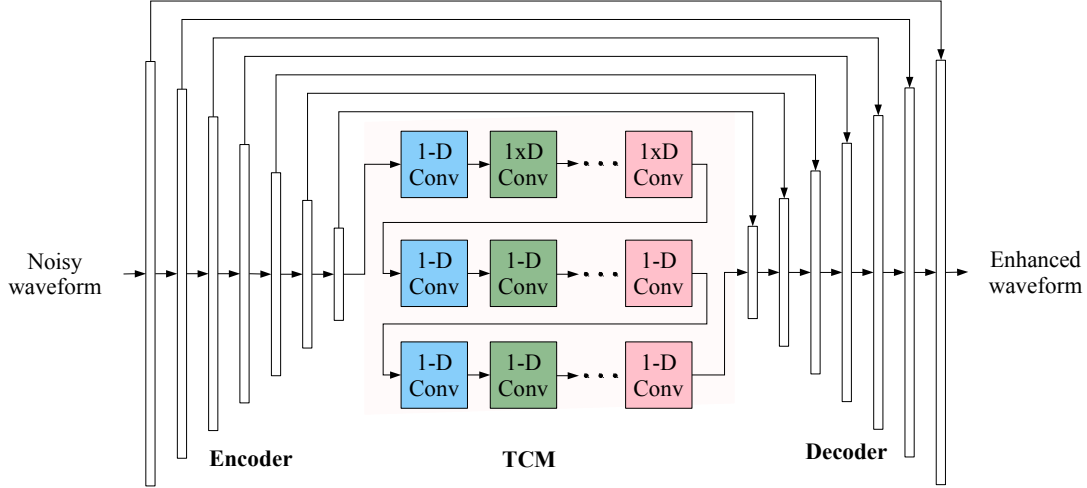 1-D
Conv
1xD
Conv
1xD
Conv
Noisy
waveform
1-D
Conv
1-D
Conv
1-D
Conv
Enhanced
waveform
1-D
Conv
1-D
Conv
1-D
Conv
Encoder
TCM
Decoder